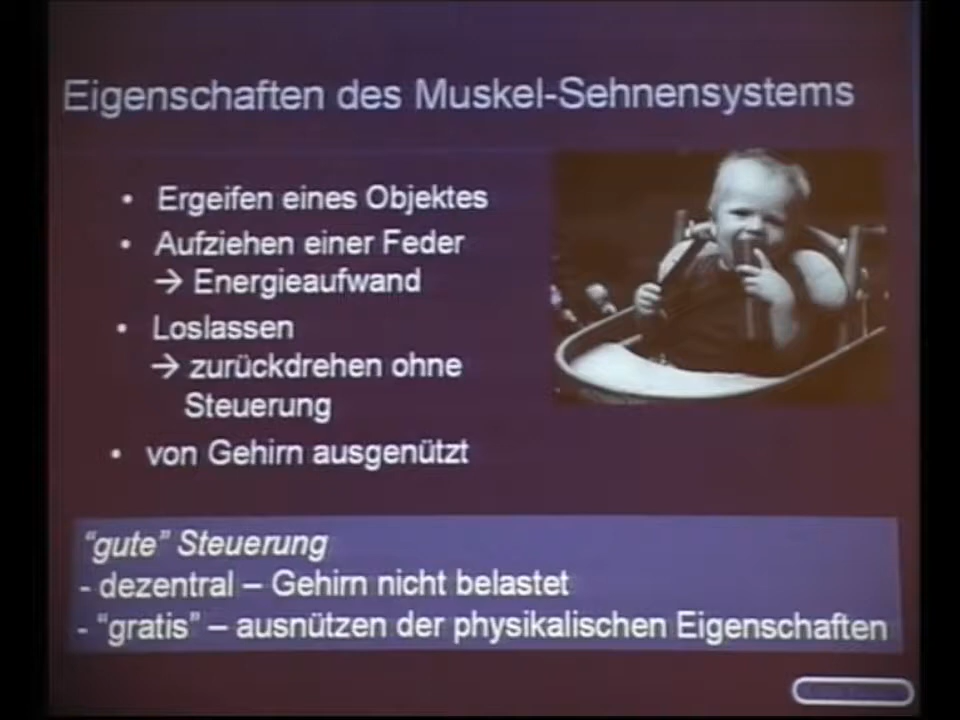 Eigenschaften des Muskel-Sehnensystems
• Ergeifen eines Objektes
• Aufziehen einer Feder
→ Energieaufwand
• Loslassen
→ zurückdrehen ohne
Steuerung
• von Gehirn ausgenützt
“gute” Steuerung
- dezentral – Gehirn nicht belastet
- “gratis” – ausnützen der physikalischen Eigenschaften